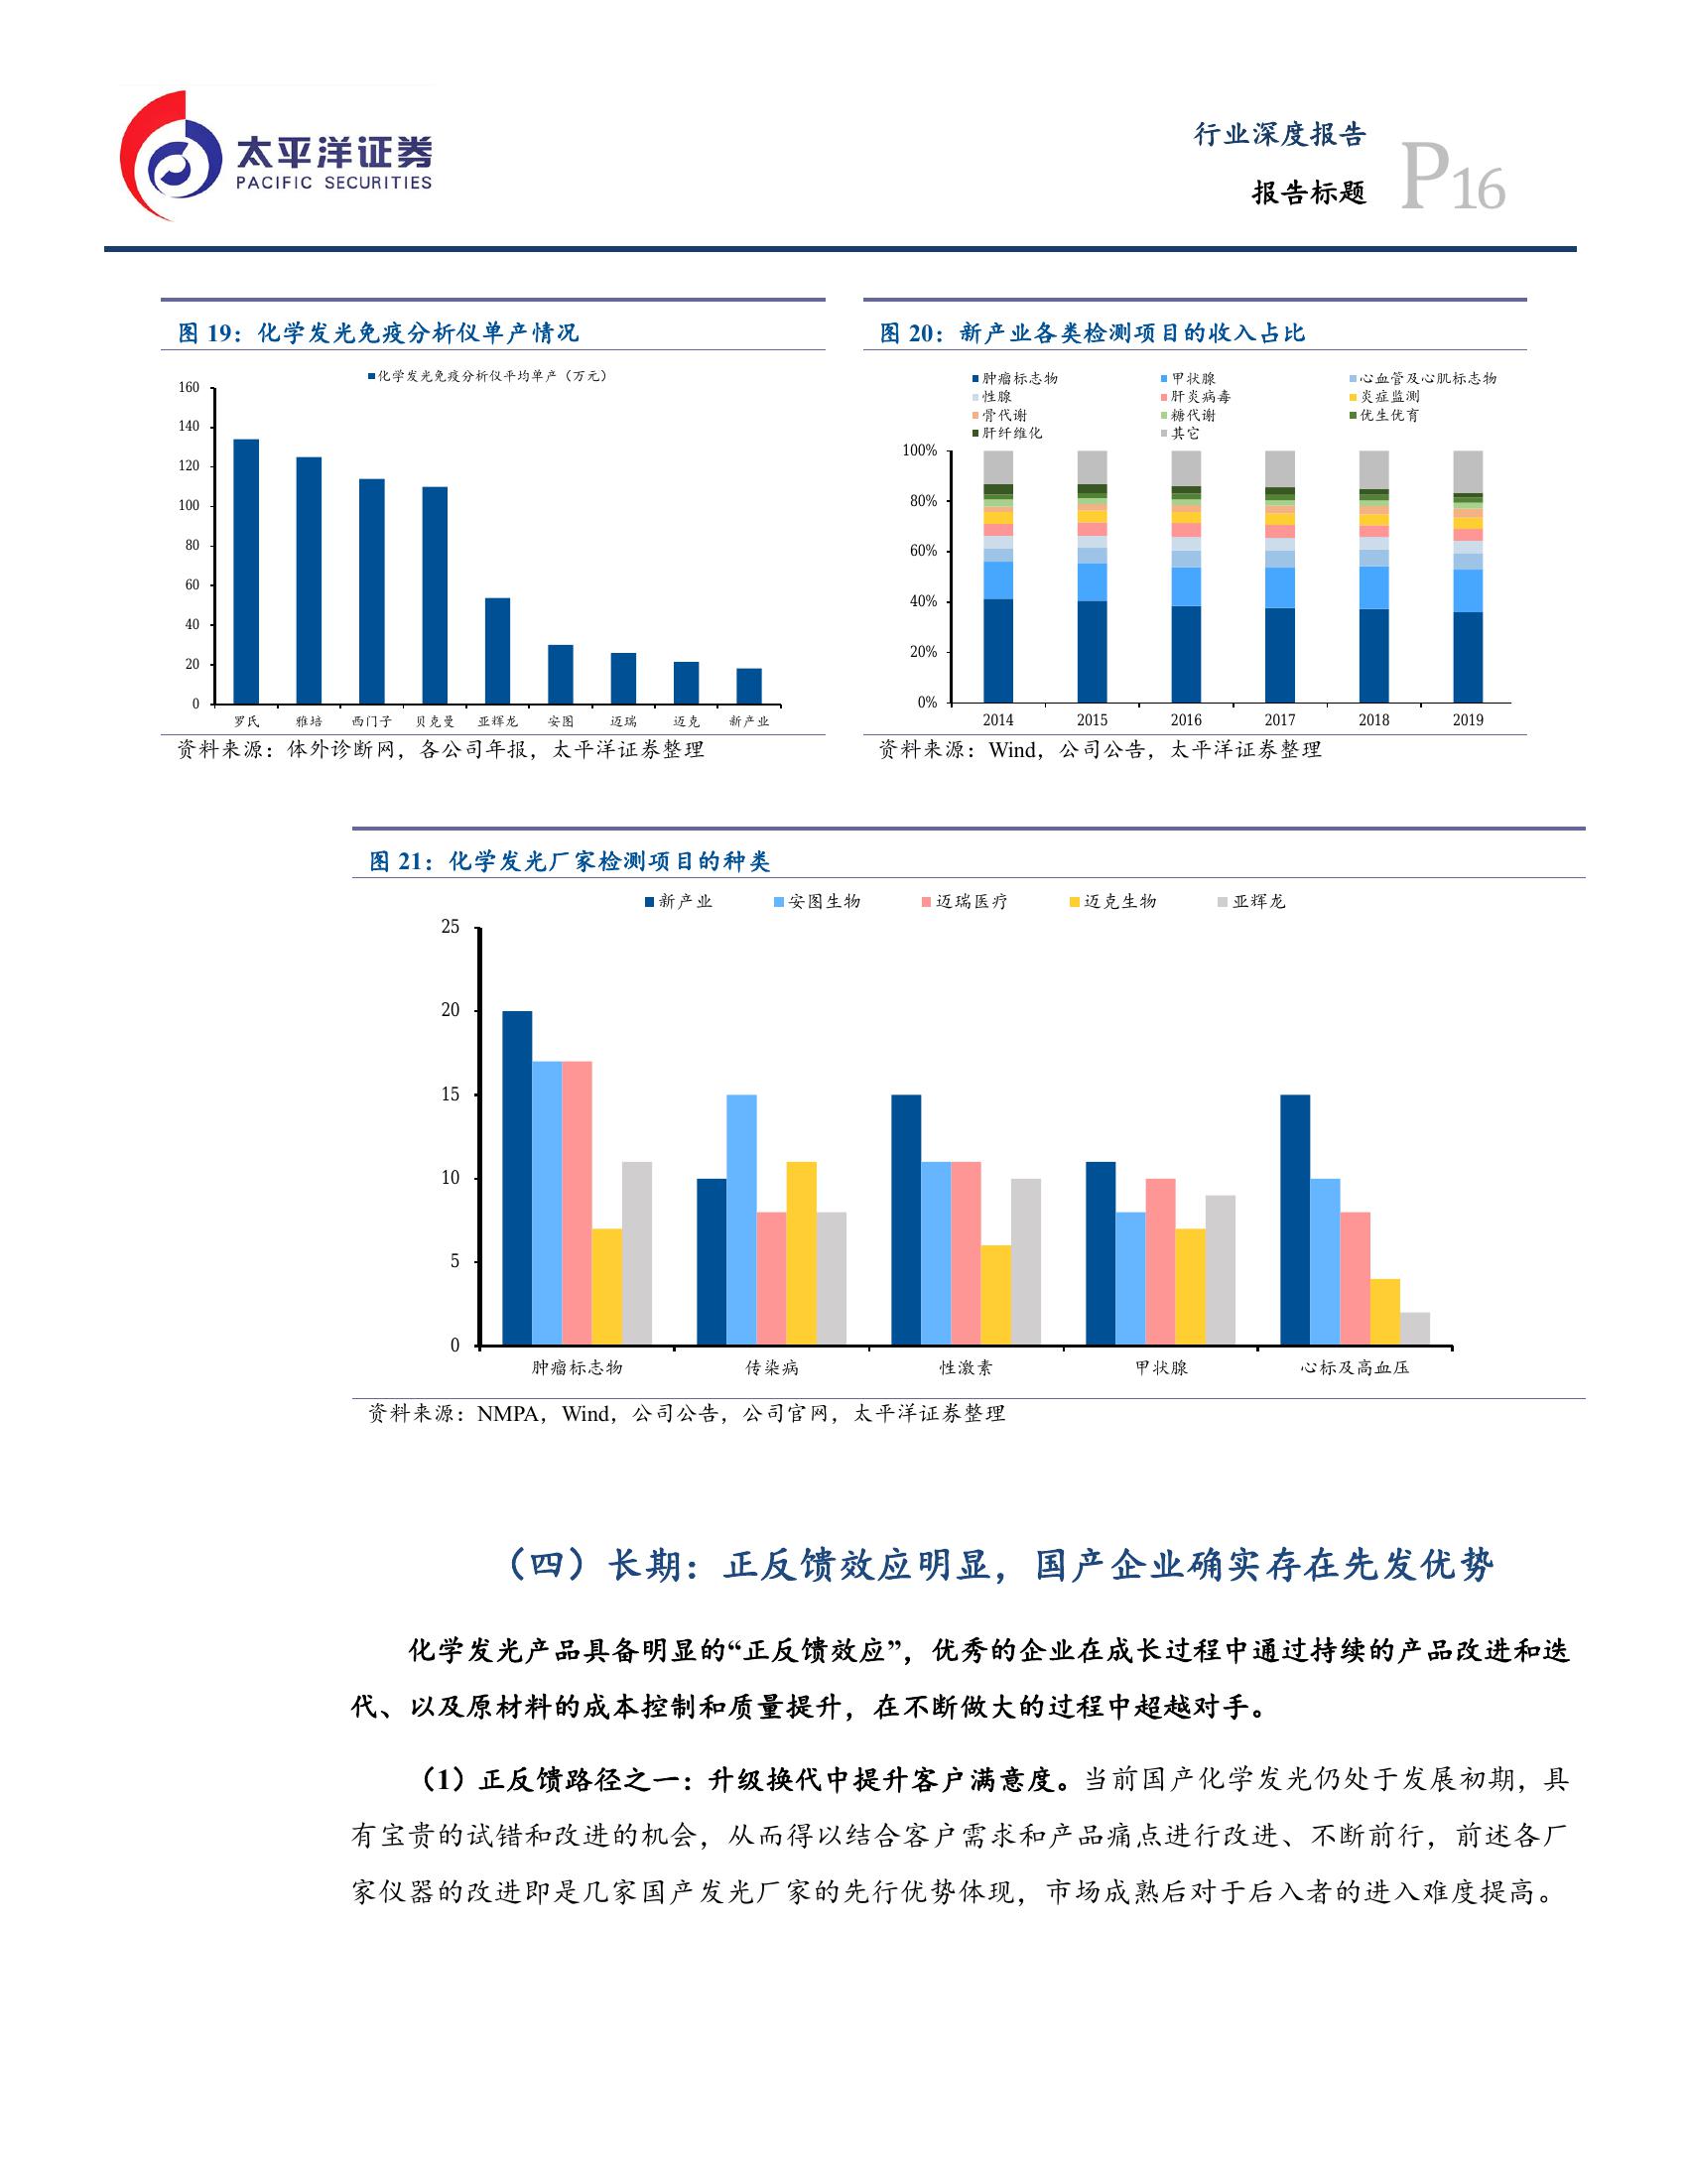 太平洋证券
PACIFIC SECURITIES
行业深度报告
报告标题
P16
图 19：化学发光免疫分析仪单产情况
化学发光免疫分析仪平均单产（万元）
160
140
120
100
80
60
40
20
0
罗氏 雅培 西门子 贝克曼 亚辉龙 安图 迈瑞 迈克 新产业
资料来源：体外诊断网，各公司年报，太平洋证券整理
图 20：新产业各类检测项目的收入占比
肿瘤标志物 甲状腺 心血管及心肌标志物
性腺 肝炎病毒 炎症监测
骨代谢 糖代谢 优生优育
肝纤维化 其它
100%
80%
60%
40%
20%
0%
2014 2015 2016 2017 2018 2019
资料来源：Wind，公司公告，太平洋证券整理
图 21：化学发光厂家检测项目的种类
新产业 安图生物 迈瑞医疗 迈克生物 亚辉龙
25
20
15
10
5
0
肿瘤标志物 传染病 性激素 甲状腺 心标及高血压
资料来源：NMPA，Wind，公司公告，公司官网，太平洋证券整理
（四）长期：正反馈效应明显，国产企业确实存在先发优势
化学发光产品具备明显的“正反馈效应”，优秀的企业在成长过程中通过持续的产品改进和迭
代、以及原材料的成本控制和质量提升，在不断做大的过程中超越对手。
（1）正反馈路径之一：升级换代中提升客户满意度。当前国产化学发光仍处于发展初期，具
有宝贵的试错和改进的机会，从而得以结合客户需求和产品痛点进行改进、不断前行，前述各厂
家仪器的改进即是几家国产发光厂家的先行优势体现，市场成熟后对于后入者的进入难度提高。